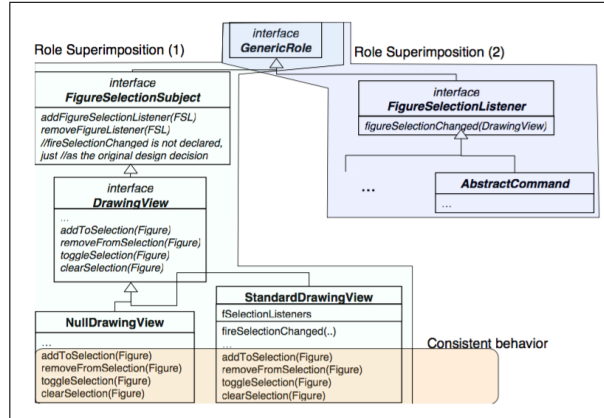 interface
GenericRole
Role Superimposition (1)
Role Superimposition (2)
interface
FigureSelectionSubject
addFigureSelectionListener(FSL)
removeFigureListener(FSL)
//fireSelectionChanged is not declared,
just //as the original design decision
interface
FigureSelectionListener
figureSelectionChanged(DrawingView)
...
AbstractCommand
...
interface
DrawingView
...
addToSelection(Figure)
removeFromSelection(Figure)
toggleSelection(Figure)
clearSelection(Figure)
NullDrawingView
...
addToSelection(Figure)
removeFromSelection(Figure)
toggleSelection(Figure)
clearSelection(Figure)
StandardDrawingView
fSelectionListeners
fireSelectionChanged(..)
...
addToSelection(Figure)
removeFromSelection(Figure)
toggleSelection(Figure)
clearSelection(Figure)
Consistent behavior